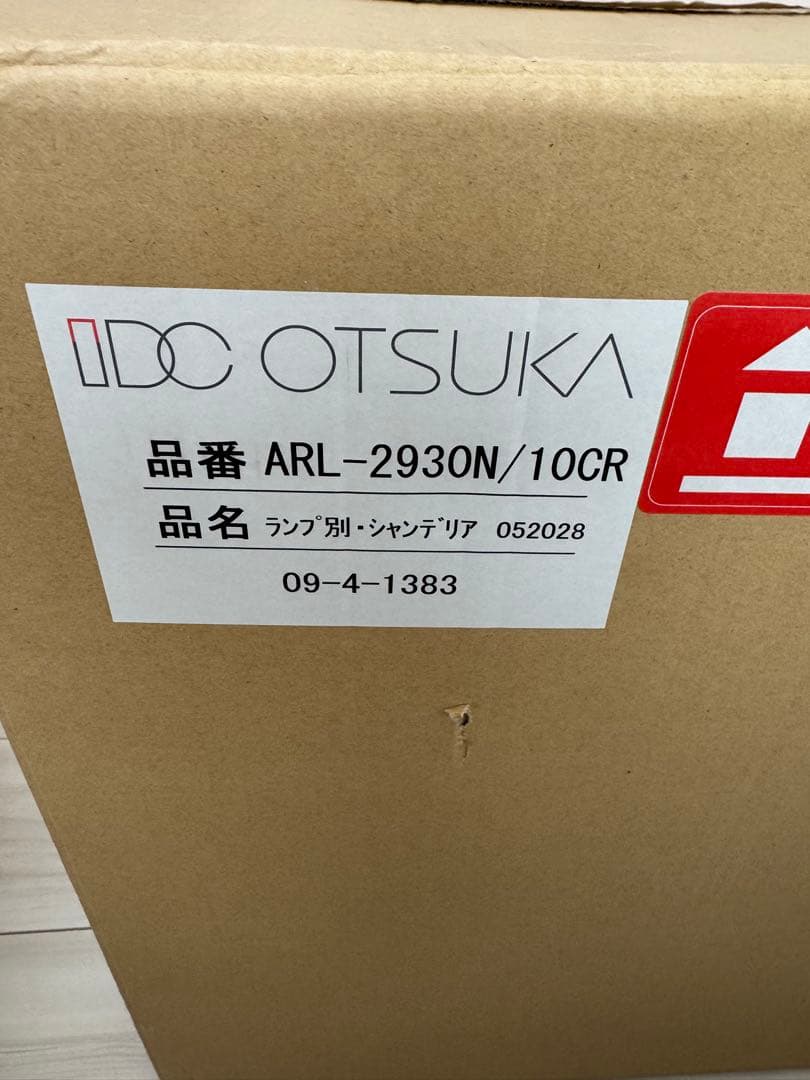 IDC OTSUKA
品番 ARL-2930N/10CR
品名 ランプ別・シャンデリア 052028
09-4-1383